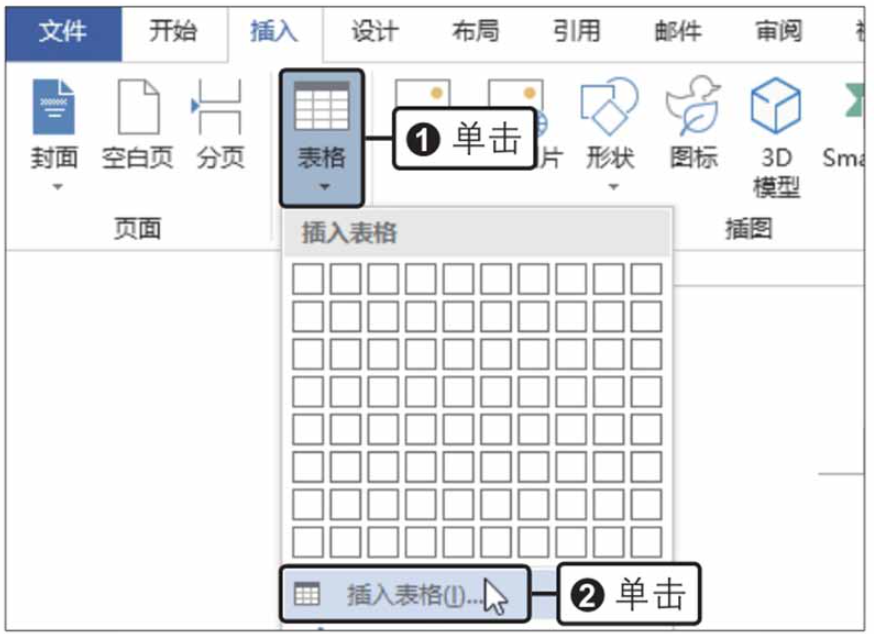 文件 开始 插入 设计 布局 引用 邮件 审阅
封面 空白页 分页 表格 ❶ 单击 片 形状 图标 3D 模型
页面 插图
插入表格
插入表格(I)... ❷ 单击